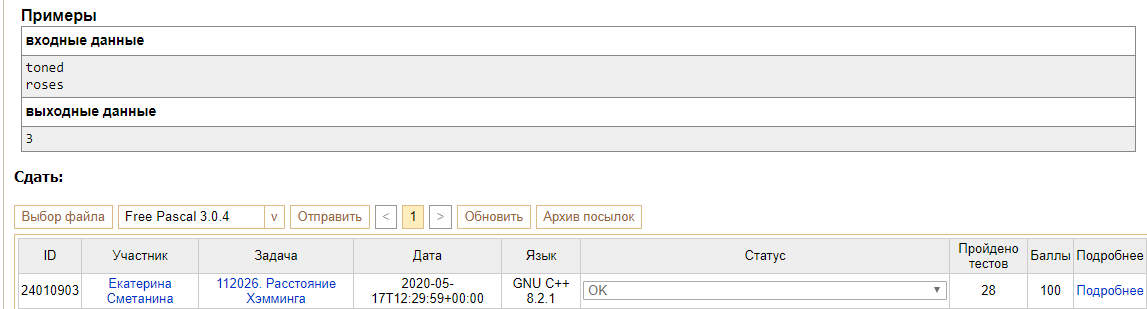 Примеры
входные данные
toned
roses
выходные данные
3
Сдать:
Выбор файла Free Pascal 3.0.4 v Отправить < 1 > Обновить Архив посылок
ID Участник Задача Дата Язык Статус Пройдено тестов Баллы Подробнее
24010903 Екатерина Сметанина 112026. Расстояние Хэмминга 2020-05-17T12:29:59+00:00 GNU C++ 8.2.1 OK 28 100 Подробнее